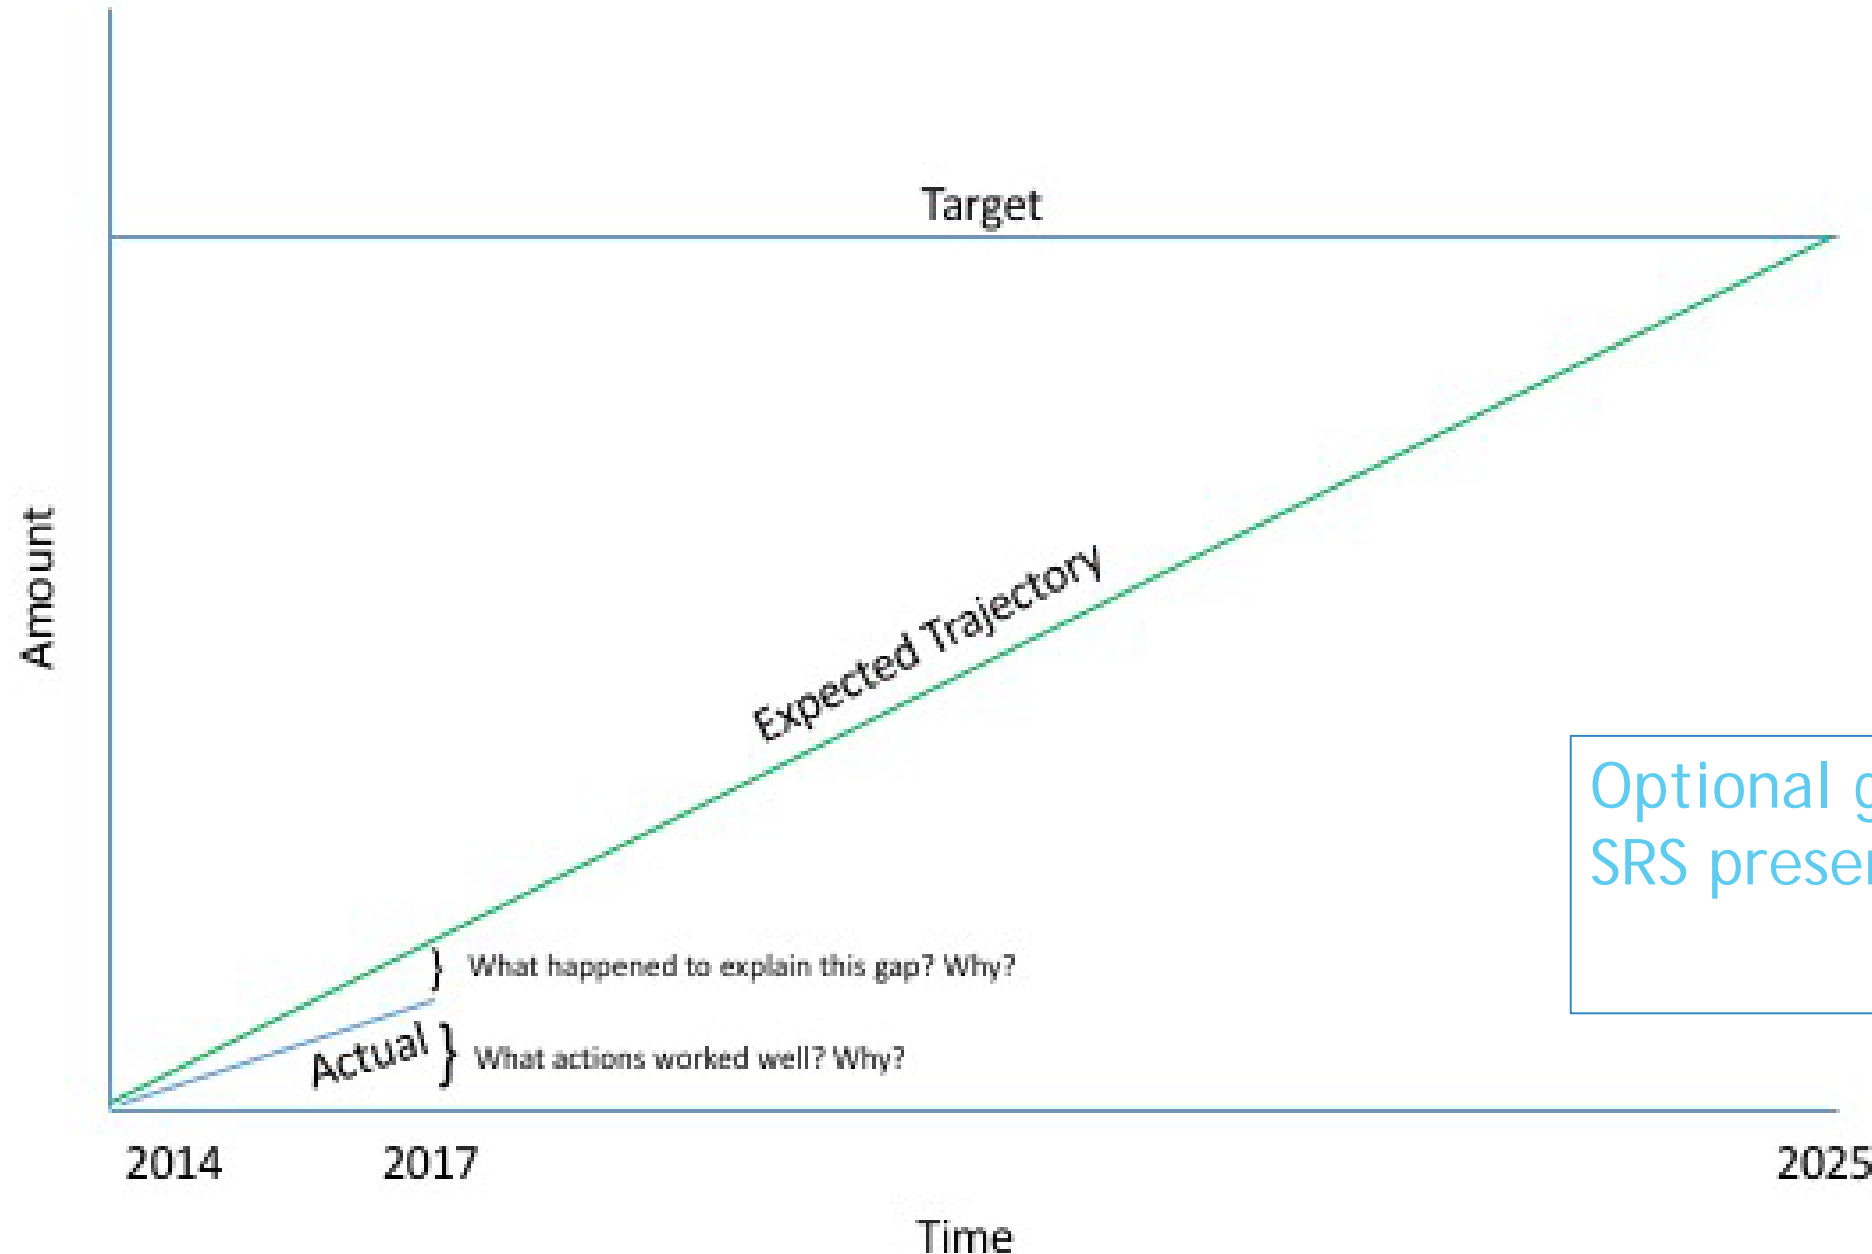 Target
Amount
Expected Trajectory
Optional g
SRS presen
What happened to explain this gap? Why?
}
Actual } What actions worked well? Why?
2014 2017 2025
Time